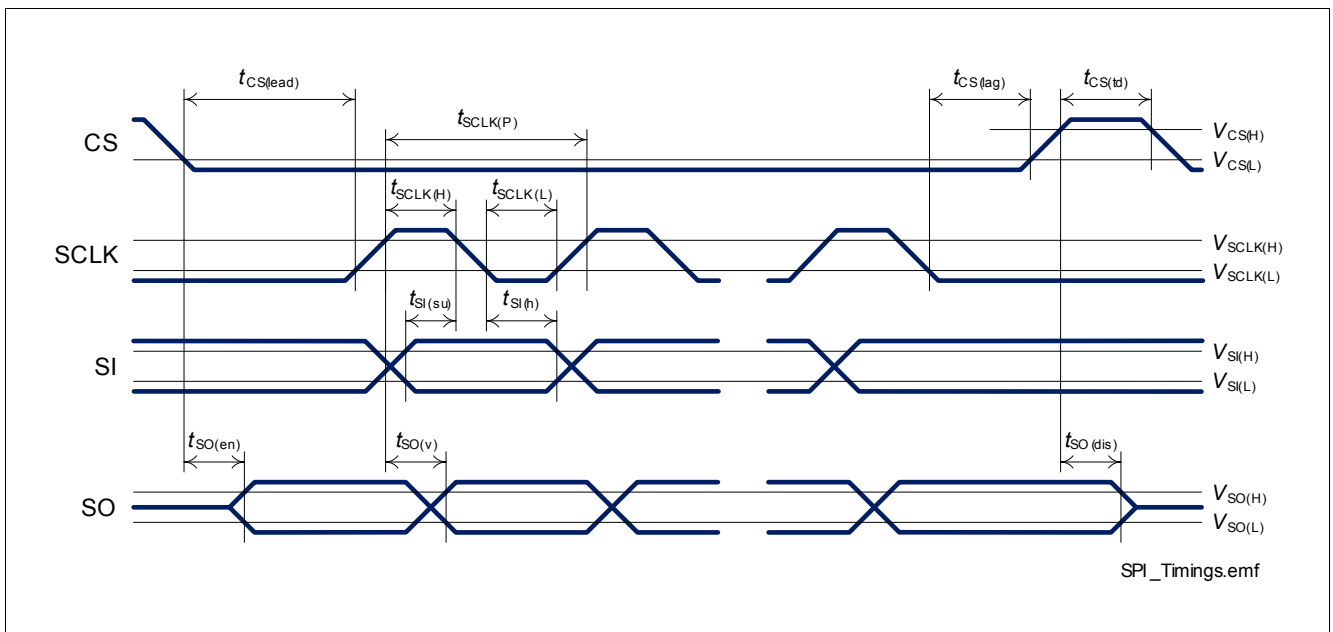 tCS(lead)
tCS(lag)
tCS(td)
tSCLK(P)
CS
VCS(H)
VCS(L)
tSCLK(H)
tSCLK(L)
SCLK
VSCLK(H)
VSCLK(L)
tSI(su)
tSI(h)
SI
VSI(H)
VSI(L)
tSO(en)
tSO(v)
tSO(dis)
SO
VSO(H)
VSO(L)
SPI_Timings.emf